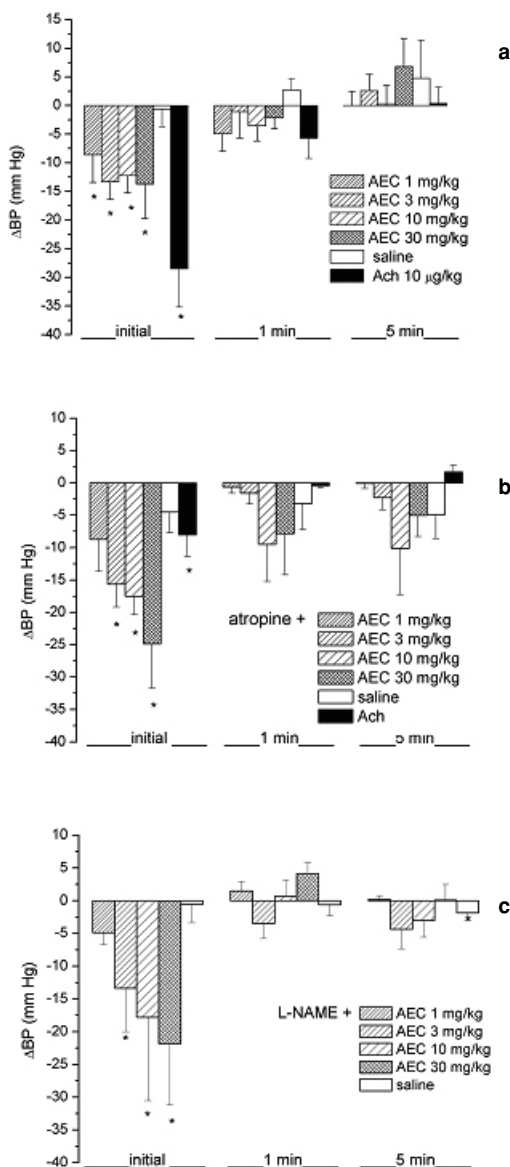 15
a
10
5
0
-5
-10
-15
-20
-25
-30
-35
-40
ΔBP (mm Hg)
* * * * *
AEC 1 mg/kg
AEC 3 mg/kg
AEC 10 mg/kg
AEC 30 mg/kg
saline
Ach 10 µg/kg
initial 1 min 5 min
10
5
0
b
-5
-10
-15
-20
-25
-30
-35
-40
ΔBP (mm Hg)
* * * *
atropine +
AEC 1 mg/kg
AEC 3 mg/kg
AEC 10 mg/kg
AEC 30 mg/kg
saline
Ach
initial 1 min 5 min
10
5
0
c
-5
-10
-15
-20
-25
-30
-35
-40
ΔBP (mm Hg)
* * * *
L-NAME +
AEC 1 mg/kg
AEC 3 mg/kg
AEC 10 mg/kg
AEC 30 mg/kg
saline
initial 1 min 5 min